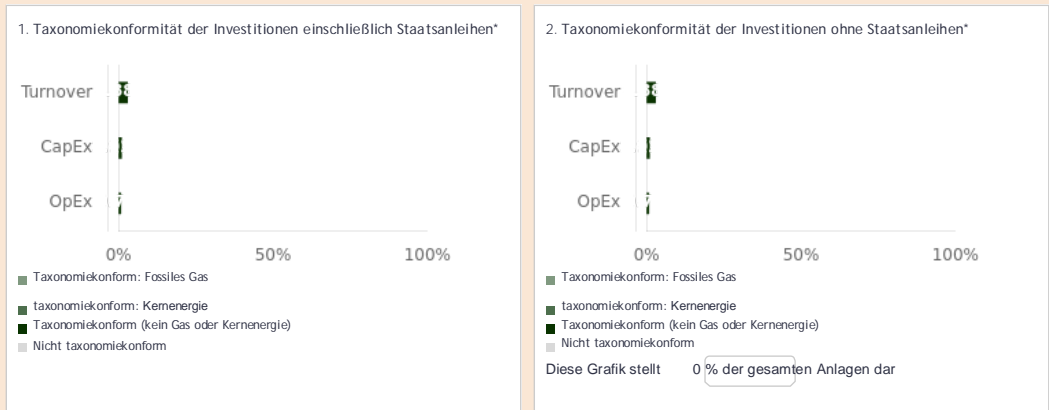 1. Taxonomiekonformität der Investitionen einschließlich Staatsanleihen*
Turnover
CapEx
OpEx
0% 50% 100%
Taxonomiekonform: Fossiles Gas
taxonomiekonform: Kernenergie
Taxonomiekonform (kein Gas oder Kernenergie)
Nicht taxonomiekonform
2. Taxonomiekonformität der Investitionen ohne Staatsanleihen*
Turnover
CapEx
OpEx
0% 50% 100%
Taxonomiekonform: Fossiles Gas
taxonomiekonform: Kernenergie
Taxonomiekonform (kein Gas oder Kernenergie)
Nicht taxonomiekonform
Diese Grafik stellt 0 % der gesamten Anlagen dar